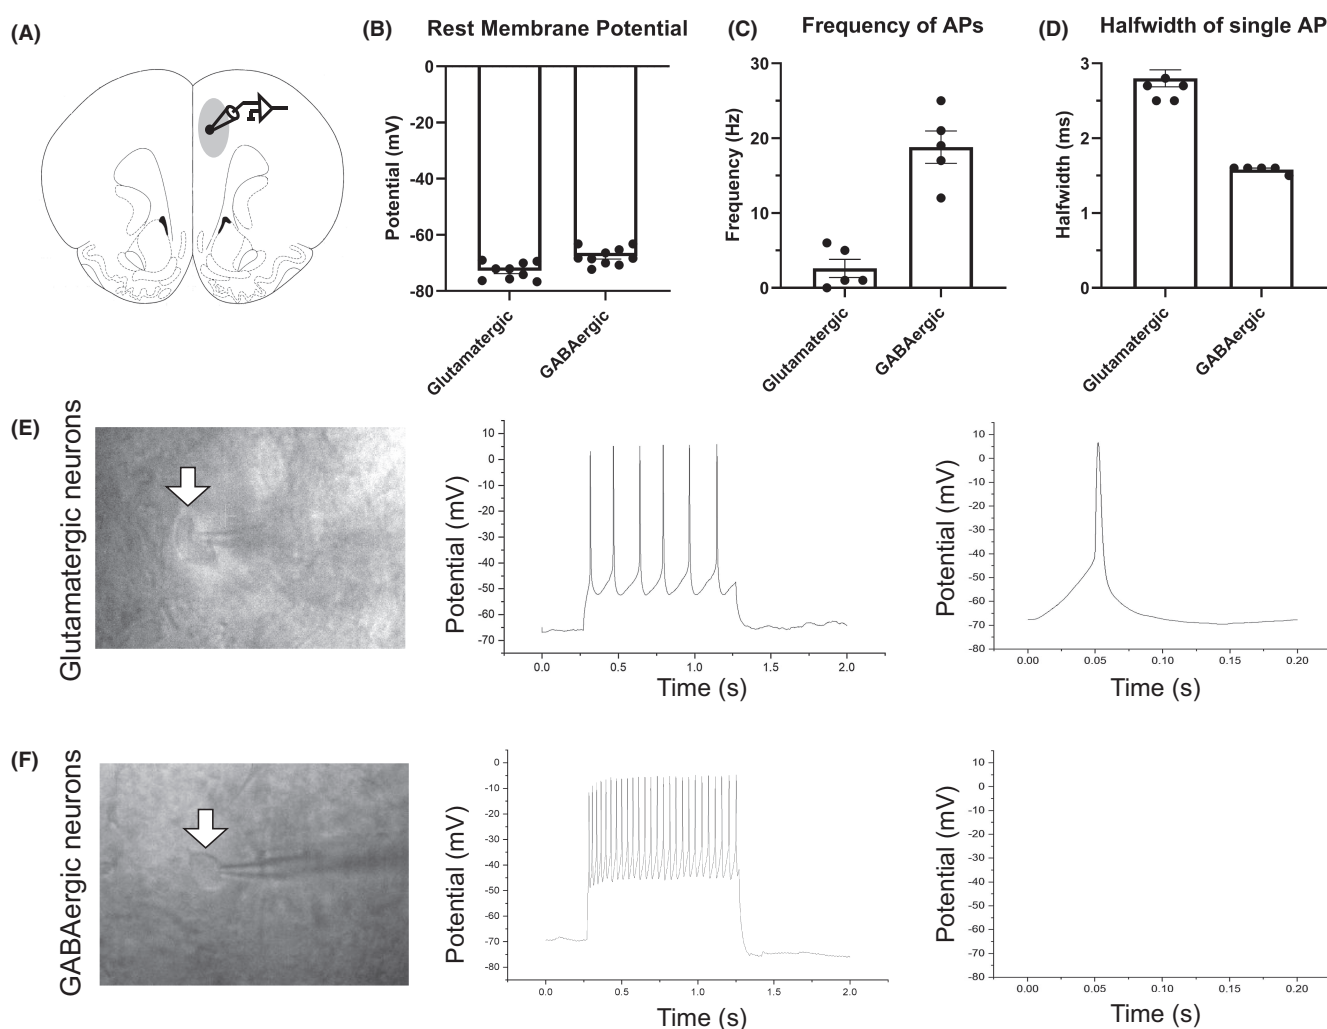 (A)
(B) Rest Membrane Potential
Potential (mV)
0
-20
-40
-60
-80
Glutamatergic
GABAergic
(C) Frequency of APs
Frequency (Hz)
30
20
10
0
Glutamatergic
GABAergic
(D) Halfwidth of single AP
Halfwidth (ms)
3
2
1
0
Glutamatergic
GABAergic
(E)
Glutamatergic neurons
Potential (mV)
10
0
-10
-20
-30
-40
-50
-60
-70
0.0 0.5 1.0 1.5 2.0
Time (s)
Potential (mV)
10
0
-10
-20
-30
-40
-50
-60
-70
-80
0.00 0.05 0.10 0.15 0.20
Time (s)
(F)
GABAergic neurons
Potential (mV)
0
-10
-20
-30
-40
-50
-60
-70
-80
0.0 0.5 1.0 1.5 2.0
Time (s)
Potential (mV)
10
0
-10
-20
-30
-40
-50
-60
-70
-80
0.00 0.05 0.10 0.15 0.20
Time (s)